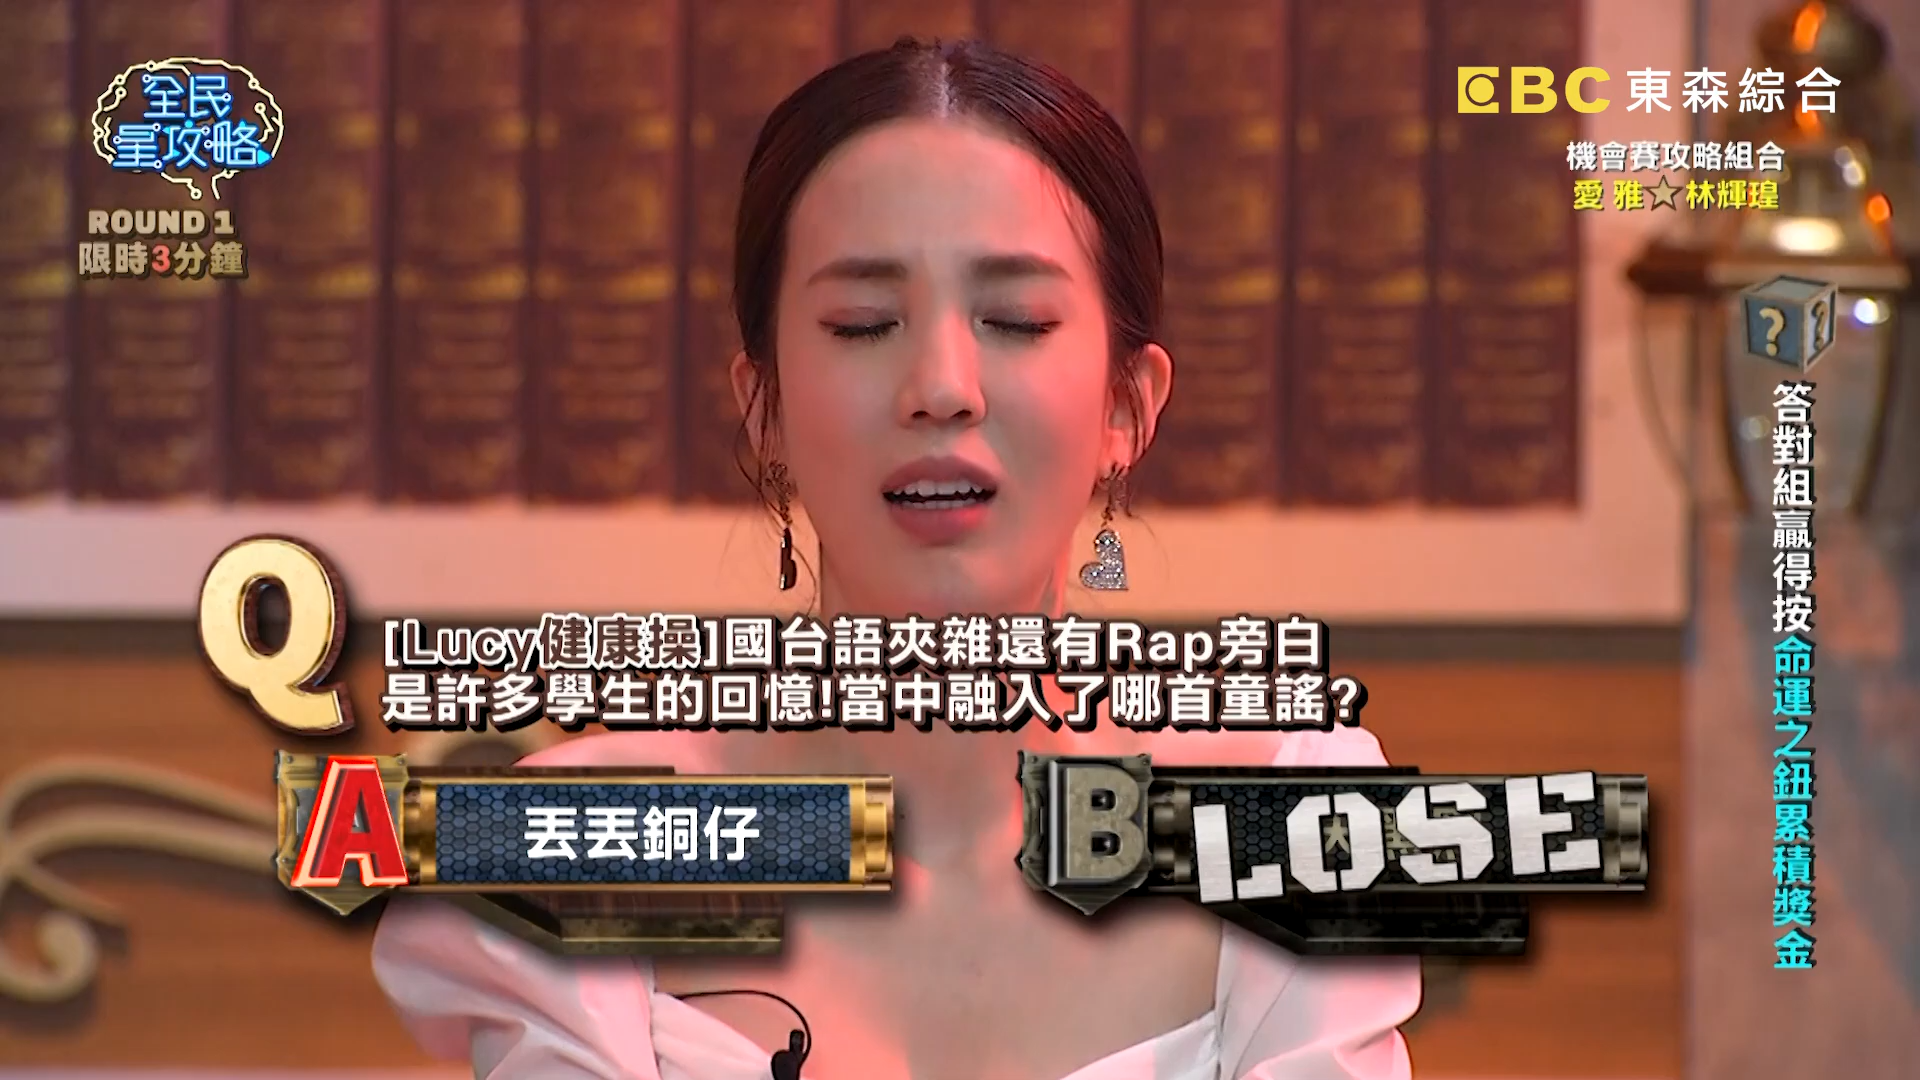 全民
星攻略
ROUND 1
限時3分鐘
EBC 東森綜合
機會賽攻略組合
愛雅★林輝瑝
? ?
答對組贏得按命運之鈕累積獎金
Q
[Lucy健康操]國台語夾雜還有Rap旁白
是許多學生的回憶!當中融入了哪首童謠?
A 丟丟銅仔
B LOSE